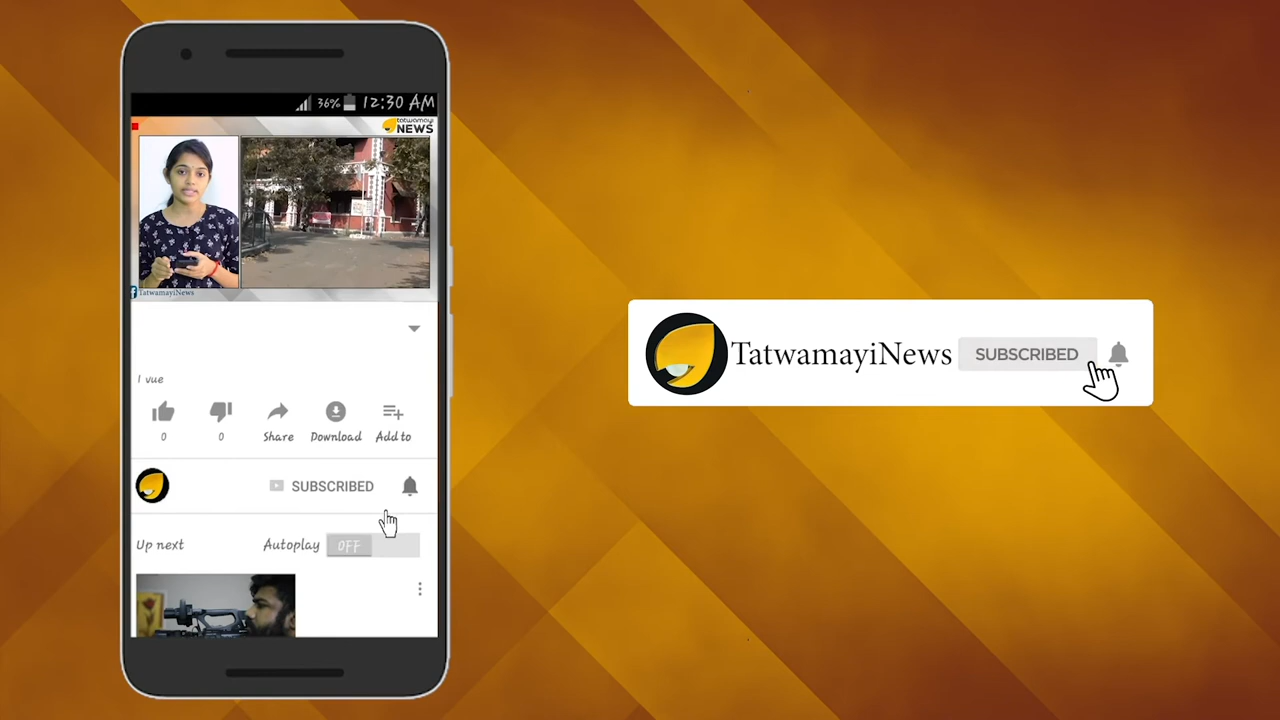 36% 12:30 AM
tatwamayi
NEWS
TatwamayiNews
1 vue
0 0 Share Download Add to
SUBSCRIBED
Up next Autoplay OFF
TatwamayiNews SUBSCRIBED